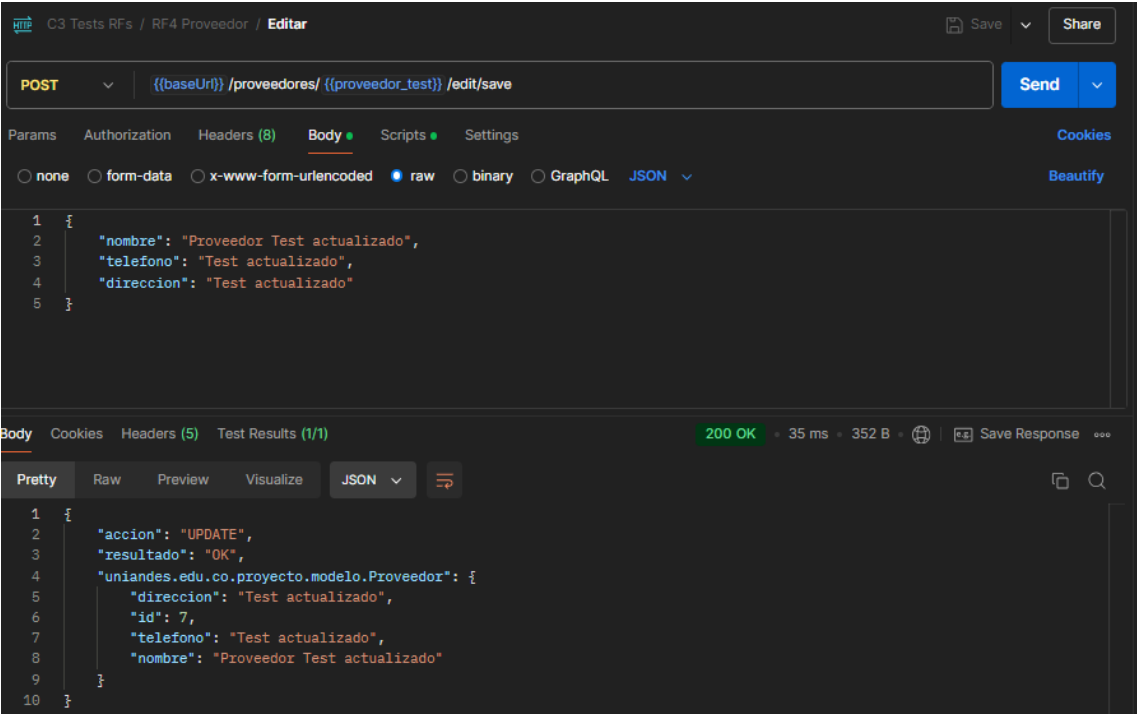 HTTP C3 Tests RFs / RF4 Proveedor / Editar Save Share
POST {{baseUrl}} /proveedores/ {{proveedor_test}} /edit/save Send
Params Authorization Headers (8) Body Scripts Settings Cookies
none form-data x-www-form-urlencoded raw binary GraphQL JSON Beautify
1 {
2 "nombre": "Proveedor Test actualizado",
3 "telefono": "Test actualizado",
4 "direccion": "Test actualizado"
5 }
Body Cookies Headers (5) Test Results (1/1) 200 OK 35 ms 352 B e.g. Save Response
Pretty Raw Preview Visualize JSON
1 {
2 "accion": "UPDATE",
3 "resultado": "OK",
4 "uniandes.edu.co.proyecto.modelo.Proveedor": {
5 "direccion": "Test actualizado",
6 "id": 7,
7 "telefono": "Test actualizado",
8 "nombre": "Proveedor Test actualizado"
9 }
10 }